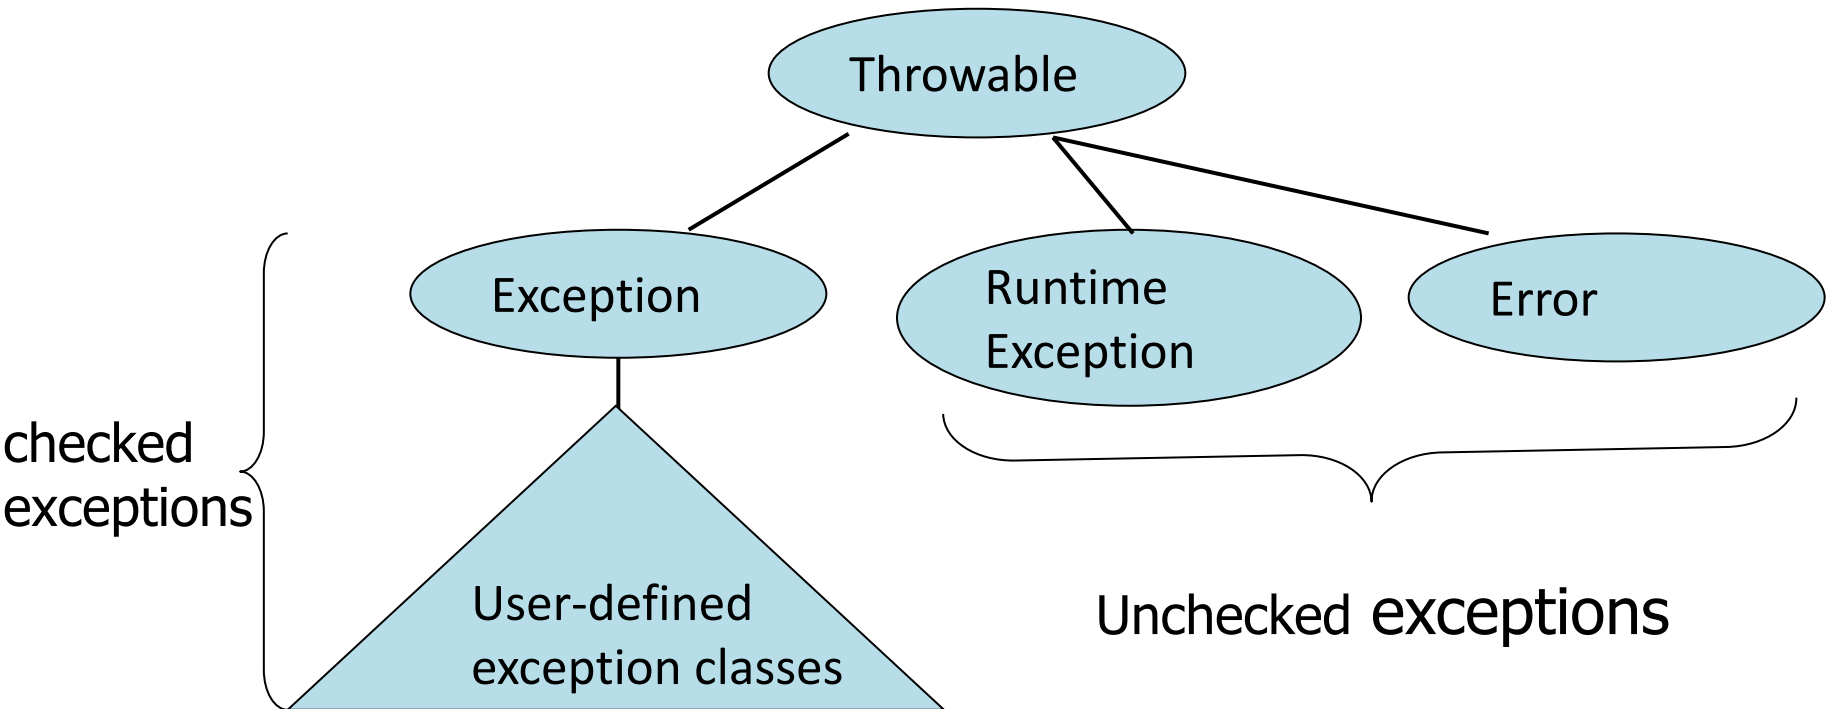 Throwable
Exception
Runtime
Exception
Error
checked
exceptions
User-defined
exception classes
Unchecked exceptions